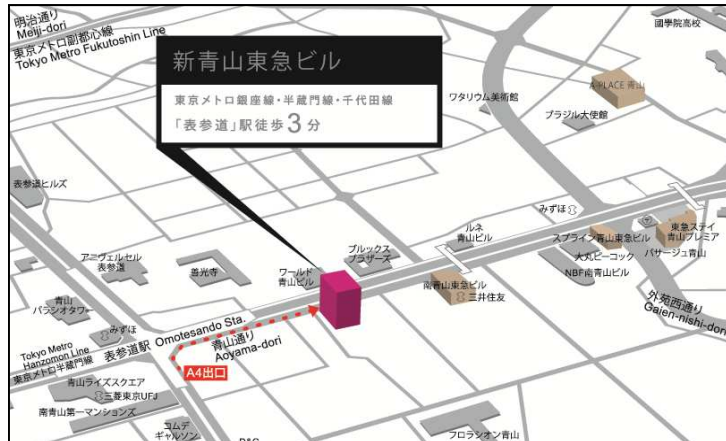 明治通り
Meiji-dori
東京メトロ副都心線
Tokyo Metro Fukutoshin Line
國學院高校
新青山東急ビル
東京メトロ銀座線・半蔵門線・千代田線
「表参道」駅徒歩3分
PLACE 青山
ワタリウム美術館
ブラジル大使館
表参道ヒルズ
みずほ
ルネ
青山ビル
東急ステイ
青山プレミア
スプライン青山東急ビル
パサージュ青山
大丸ピーコック
NBF南青山ビル
ブルックス
ブラザーズ
アニヴェルセル
表参道
善光寺
ワールド
青山ビル
南青山東急ビル
三井住友
外苑西通り
Gaien-nishi-dori
青山
パラシオタワー
みずほ
表参道駅 Omotesando Sta.
青山通り
Aoyama-dori
Tokyo Metro
Hanzomon Line
東京メトロ半蔵門線
A4出口
青山ライズスクエア
三菱東京UFJ
南青山第一マンションズ
コムデ
ギャルソン
フロラシオン青山